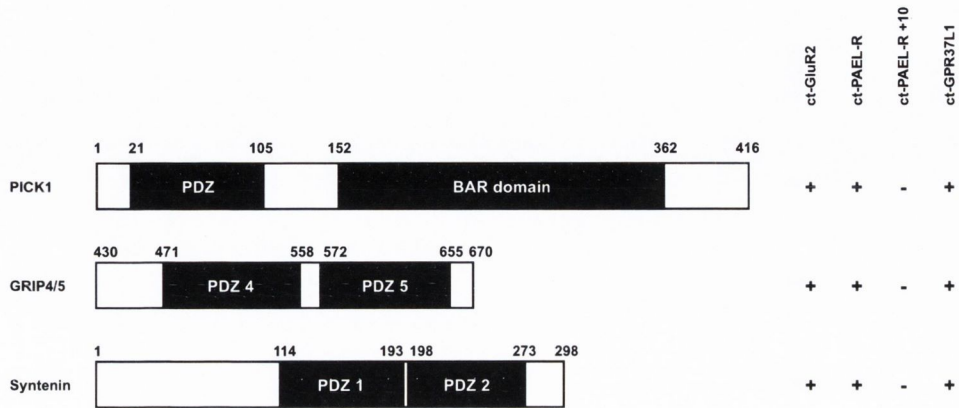 ct-GluR2
ct-PAEL-R
ct-PAEL-R +10
ct-GPR37L1
1 21 105 152 362 416
PICK1 PDZ BAR domain + + - +
430 471 558 572 655 670
GRIP4/5 PDZ 4 PDZ 5 + + - +
1 114 193 198 273 298
Syntenin PDZ 1 PDZ 2 + + - +